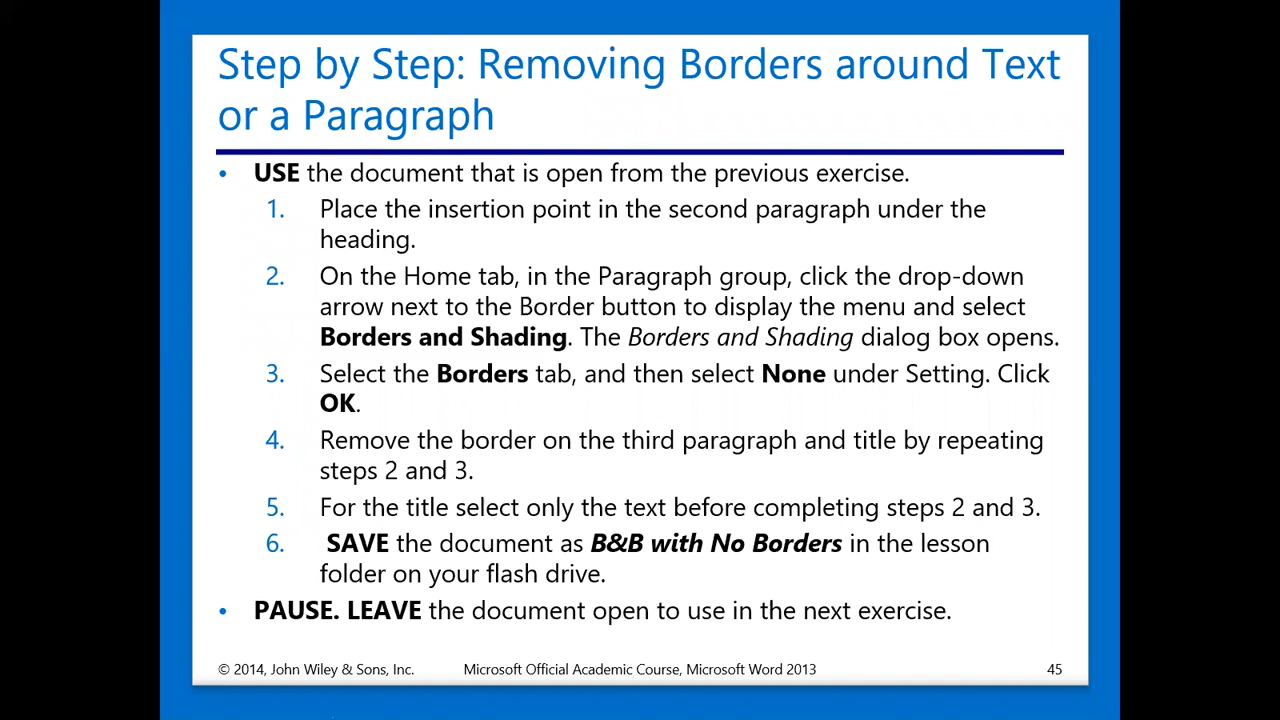 Step by Step: Removing Borders around Text
or a Paragraph
• USE the document that is open from the previous exercise.
1. Place the insertion point in the second paragraph under the
heading.
2. On the Home tab, in the Paragraph group, click the drop-down
arrow next to the Border button to display the menu and select
Borders and Shading. The Borders and Shading dialog box opens.
3. Select the Borders tab, and then select None under Setting. Click
OK.
4. Remove the border on the third paragraph and title by repeating
steps 2 and 3.
5. For the title select only the text before completing steps 2 and 3.
6. SAVE the document as B&B with No Borders in the lesson
folder on your flash drive.
• PAUSE. LEAVE the document open to use in the next exercise.
© 2014, John Wiley & Sons, Inc. Microsoft Official Academic Course, Microsoft Word 2013 45